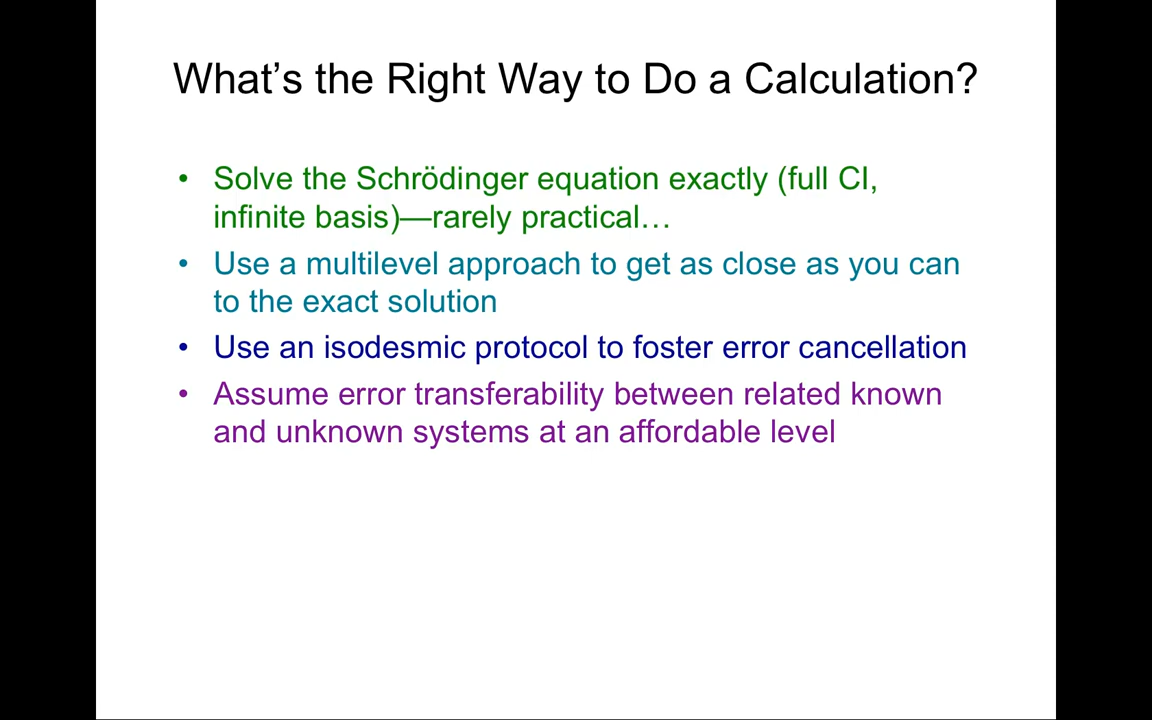 What’s the Right Way to Do a Calculation?
• Solve the Schrödinger equation exactly (full CI,
infinite basis)—rarely practical…
• Use a multilevel approach to get as close as you can
to the exact solution
• Use an isodesmic protocol to foster error cancellation
• Assume error transferability between related known
and unknown systems at an affordable level